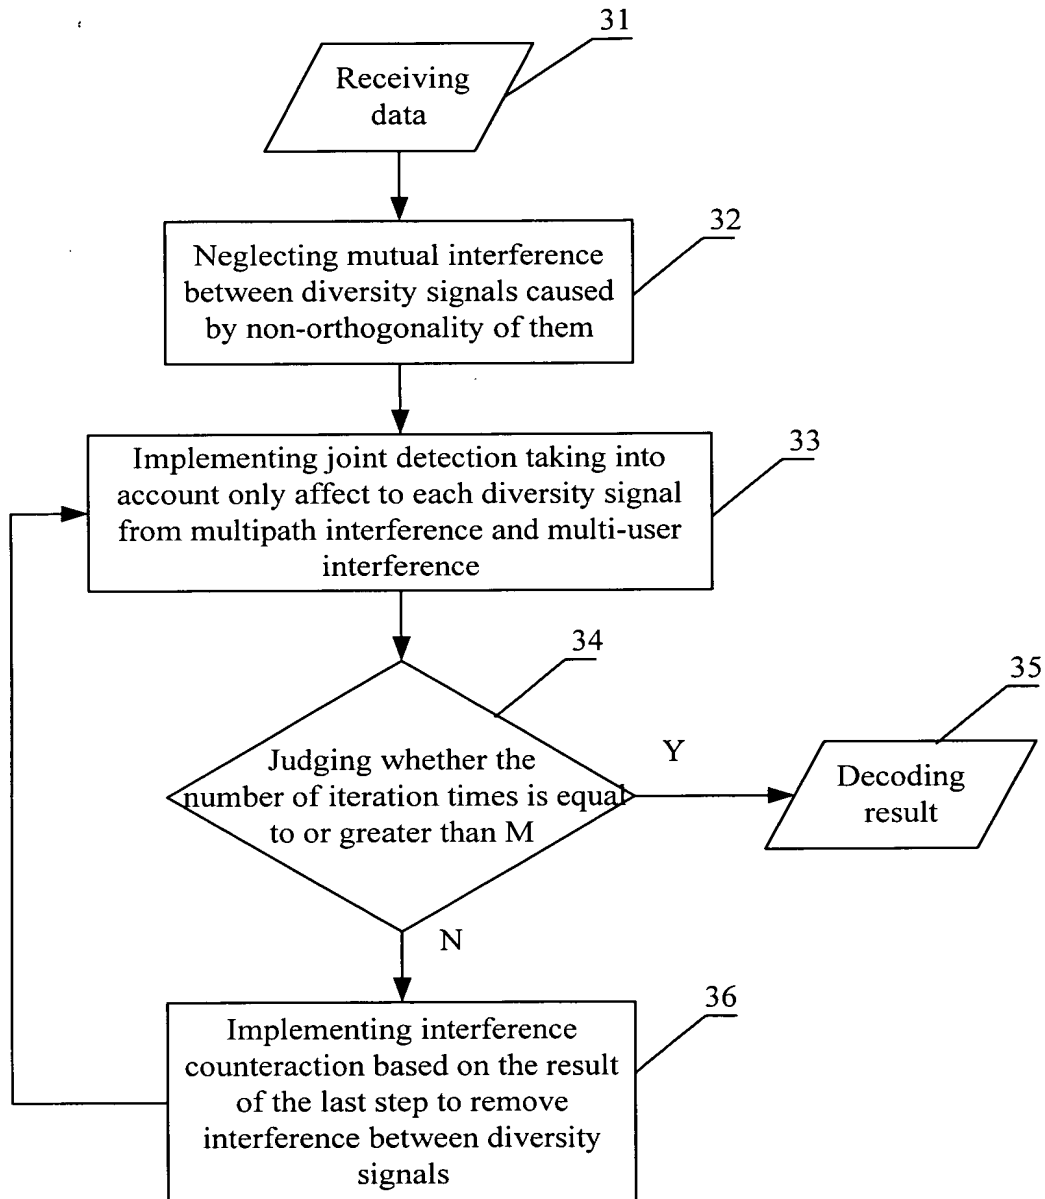 31
Receiving
data
32
Neglecting mutual interference
between diversity signals caused
by non-orthogonality of them
33
Implementing joint detection taking into
account only affect to each diversity signal
from multipath interference and multi-user
interference
34
Judging whether the
number of iteration times is equal
to or greater than M
Y
35
Decoding
result
N
36
Implementing interference
counteraction based on the result
of the last step to remove
interference between diversity
signals